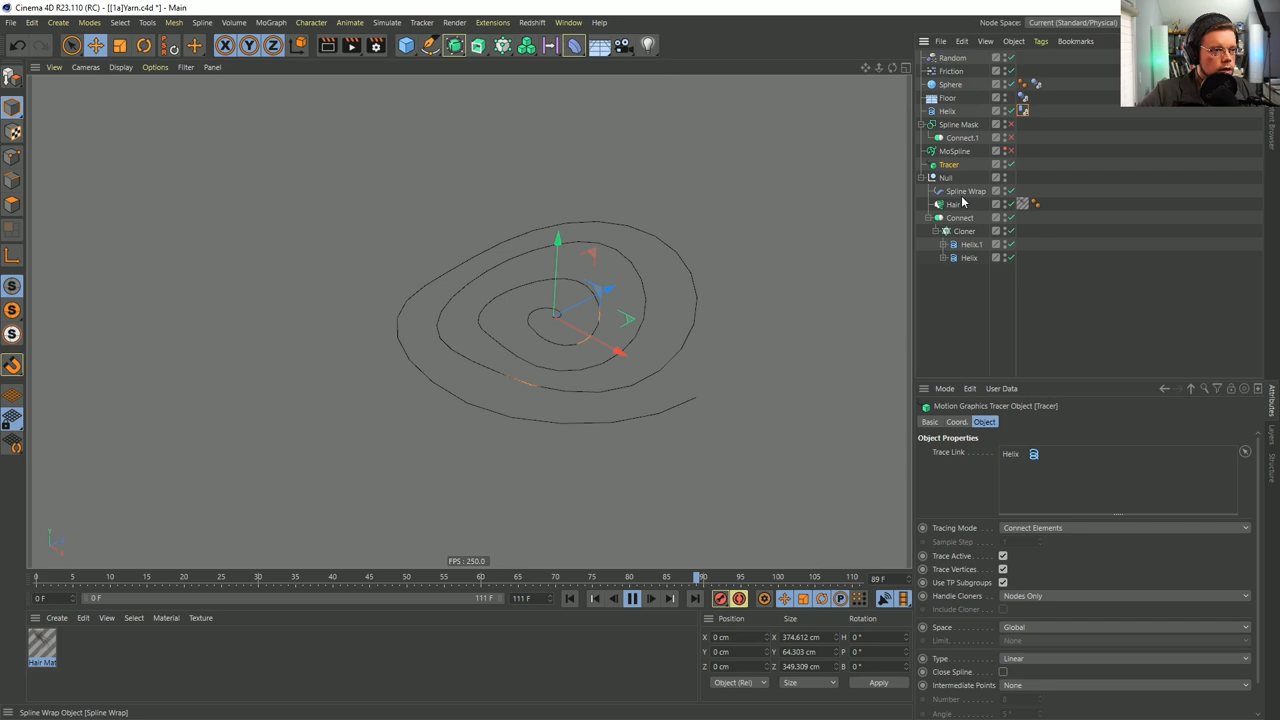 Cinema 4D R23.110 (RC) - [[1a]Yarn.c4d *] - Main
File Edit Create Modes Select Tools Mesh Spline Volume MoGraph Character Animate Simulate Tracker Render Extensions Redshift Window Help
Node Space: Current (Standard/Physical)
View Cameras Display Options Filter Panel
File Edit View Object Tags Bookmarks
Random
Friction
Sphere
Floor
Helix
Spline Mask
Connect.1
MoSpline
Tracer
Null
Spline Wrap
Hair
Connect
Cloner
Helix.1
Helix
Mode Edit User Data
Motion Graphics Tracer Object [Tracer]
Basic Coord. Object
Object Properties
Trace Link Helix
Tracing Mode Connect Elements
Sample Step 1
Trace Active
Trace Vertices
Use TP Subgroups
Handle Cloners Nodes Only
Include Cloner
Space Global
Limit None
Type Linear
Close Spline
Intermediate Points None
Number 8
Angle 5°
Attributes
Layers
Structure
FPS : 250.0
0 5 10 15 20 25 30 35 40 45 50 55 60 65 70 75 80 85 90 95 100 105 110 89 F
0 F 0 F 111 F 111 F
Create Edit View Select Material Texture
Hair Mat
Position Size Rotation
X 0 cm X 374.612 cm H 0 °
Y 0 cm Y 64.303 cm P 0 °
Z 0 cm Z 349.309 cm B 0 °
Object (Rel) Size Apply
Spline Wrap Object [Spline Wrap]